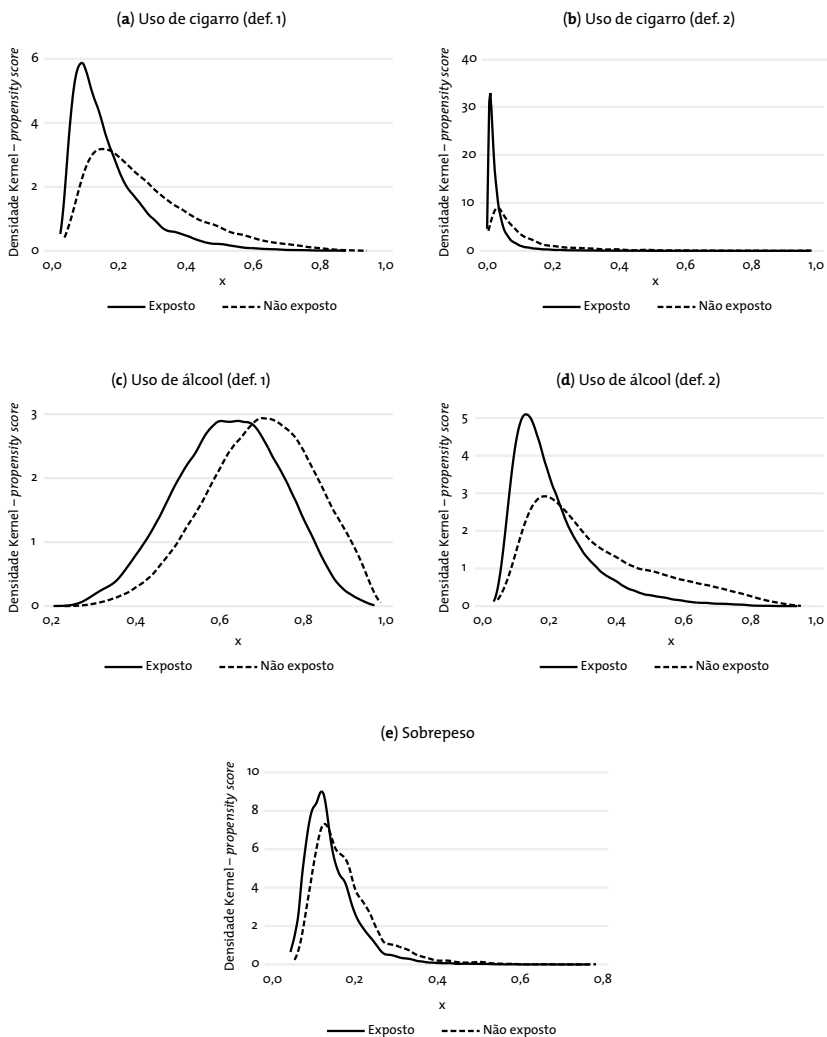 (a) Uso de cigarro (def. 1)
Densidade Kernel – propensity score
6
4
2
0
0,0 0,2 0,4 0,6 0,8 1,0
x
Exposto Não exposto
(b) Uso de cigarro (def. 2)
Densidade Kernel – propensity score
40
30
20
10
0
0,0 0,2 0,4 0,6 0,8 1,0
x
Exposto Não exposto
(c) Uso de álcool (def. 1)
Densidade Kernel – propensity score
3
2
1
0
0,2 0,4 0,6 0,8 1,0
x
Exposto Não exposto
(d) Uso de álcool (def. 2)
Densidade Kernel – propensity score
5
4
3
2
1
0
0,0 0,2 0,4 0,6 0,8 1,0
x
Exposto Não exposto
(e) Sobrepeso
Densidade Kernel – propensity score
10
8
6
4
2
0
0,0 0,2 0,4 0,6 0,8
x
Exposto Não exposto